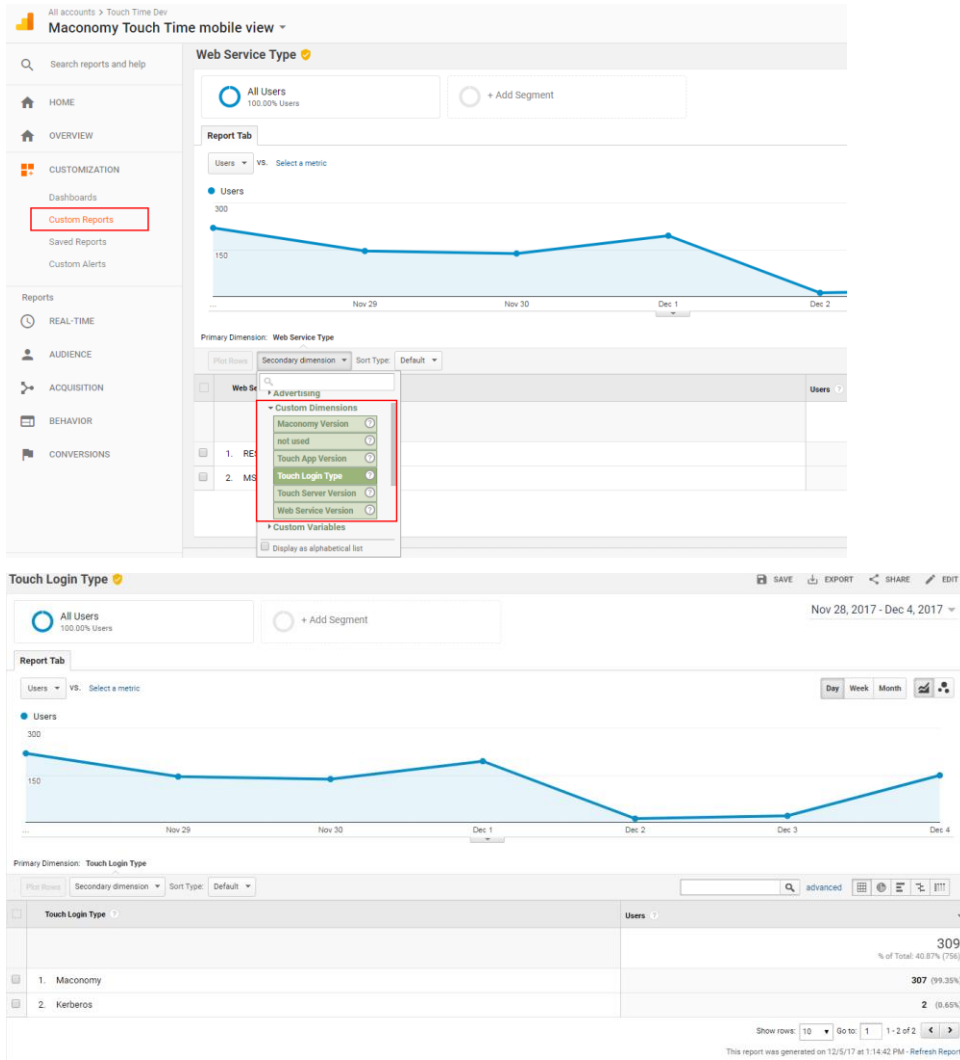 All accounts > Touch Time Dev
Maconomy Touch Time mobile view
Search reports and help
HOME
OVERVIEW
CUSTOMIZATION
Dashboards
Custom Reports
Saved Reports
Custom Alerts
Reports
REAL-TIME
AUDIENCE
ACQUISITION
BEHAVIOR
CONVERSIONS
Web Service Type
All Users
100.00% Users
+ Add Segment
Report Tab
Users VS. Select a metric
Users
300
150
... Nov 29 Nov 30 Dec 1 Dec 2
Primary Dimension: Web Service Type
Plot Rows Secondary dimension Sort Type: Default
Web Se Users
Advertising
Custom Dimensions
Maconomy Version
not used
1. RES
Touch App Version
2. MS
Touch Login Type
Touch Server Version
Web Service Version
Custom Variables
Display as alphabetical list
Touch Login Type
SAVE EXPORT SHARE EDIT
All Users
100.00% Users
+ Add Segment
Nov 28, 2017 - Dec 4, 2017
Report Tab
Users VS. Select a metric
Day Week Month
Users
300
150
... Nov 29 Nov 30 Dec 1 Dec 2 Dec 3 Dec 4
Primary Dimension: Touch Login Type
Plot Rows Secondary dimension Sort Type: Default advanced
Touch Login Type Users
309
% of Total: 40.87% (756)
1. Maconomy 307 (99.35%)
2. Kerberos 2 (0.65%)
Show rows: 10 Go to: 1 1 - 2 of 2
This report was generated on 12/5/17 at 1:14:42 PM - Refresh Report